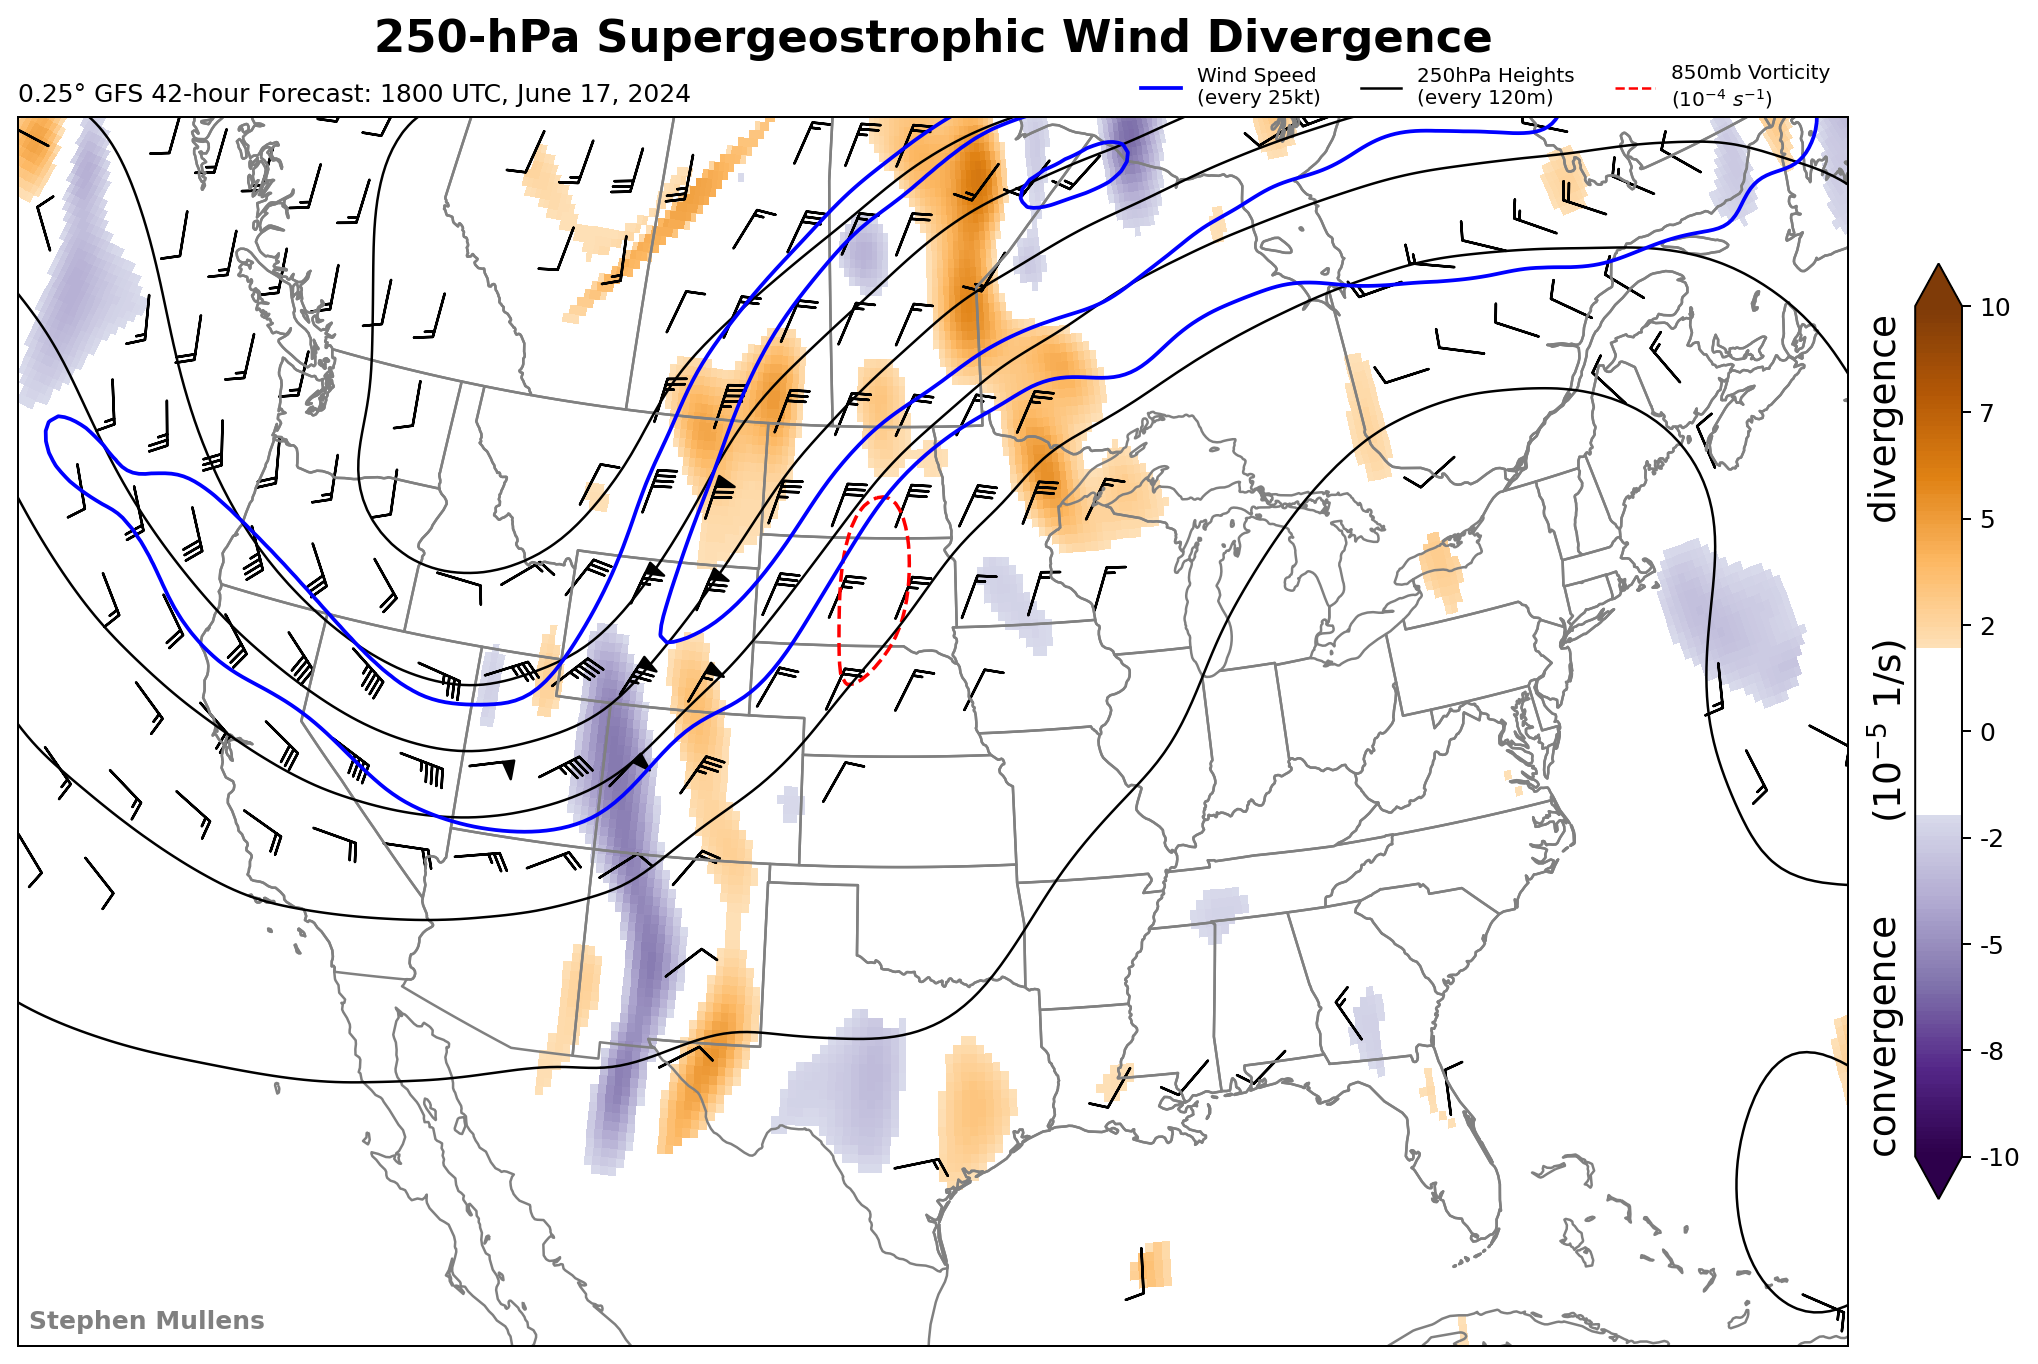 250-hPa Supergeostrophic Wind Divergence
0.25° GFS 42-hour Forecast: 1800 UTC, June 17, 2024
Wind Speed
(every 25kt)
250hPa Heights
(every 120m)
850mb Vorticity
(10⁻⁴ s⁻¹)
10
7
5
2
0
-2
-5
-8
-10
convergence (10⁻⁵ 1/s) divergence
Stephen Mullens